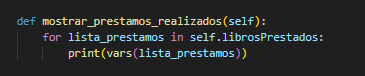 def mostrar_prestamos_realizados(self):
    for lista_prestamos in self.librosPrestados:
        print(vars(lista_prestamos))